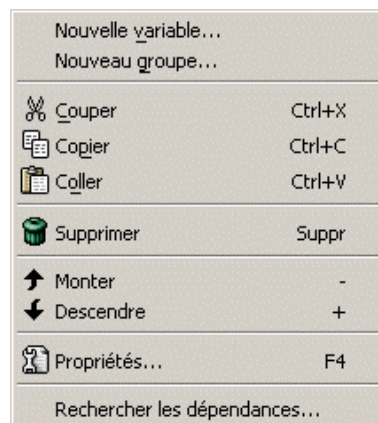 Nouvelle variable...
Nouveau groupe...
Couper Ctrl+X
Copier Ctrl+C
Coller Ctrl+V
Supprimer Suppr
Monter -
Descendre +
Propriétés... F4
Rechercher les dépendances...